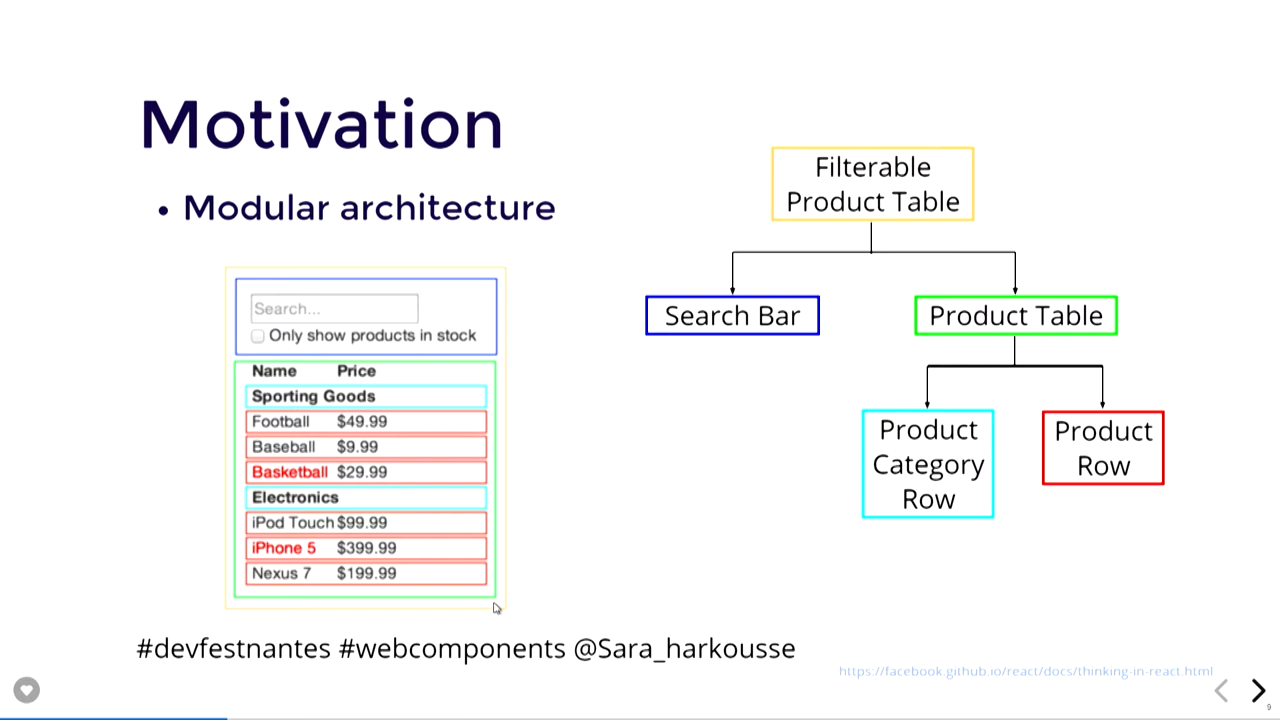 Motivation
• Modular architecture
Search...
Only show products in stock
Name Price
Sporting Goods
Football $49.99
Baseball $9.99
Basketball $29.99
Electronics
iPod Touch $99.99
iPhone 5 $399.99
Nexus 7 $199.99
Filterable
Product Table
Search Bar
Product Table
Product
Category
Row
Product
Row
#devfestnantes #webcomponents @Sara_harkousse
https://facebook.github.io/react/docs/thinking-in-react.html
9